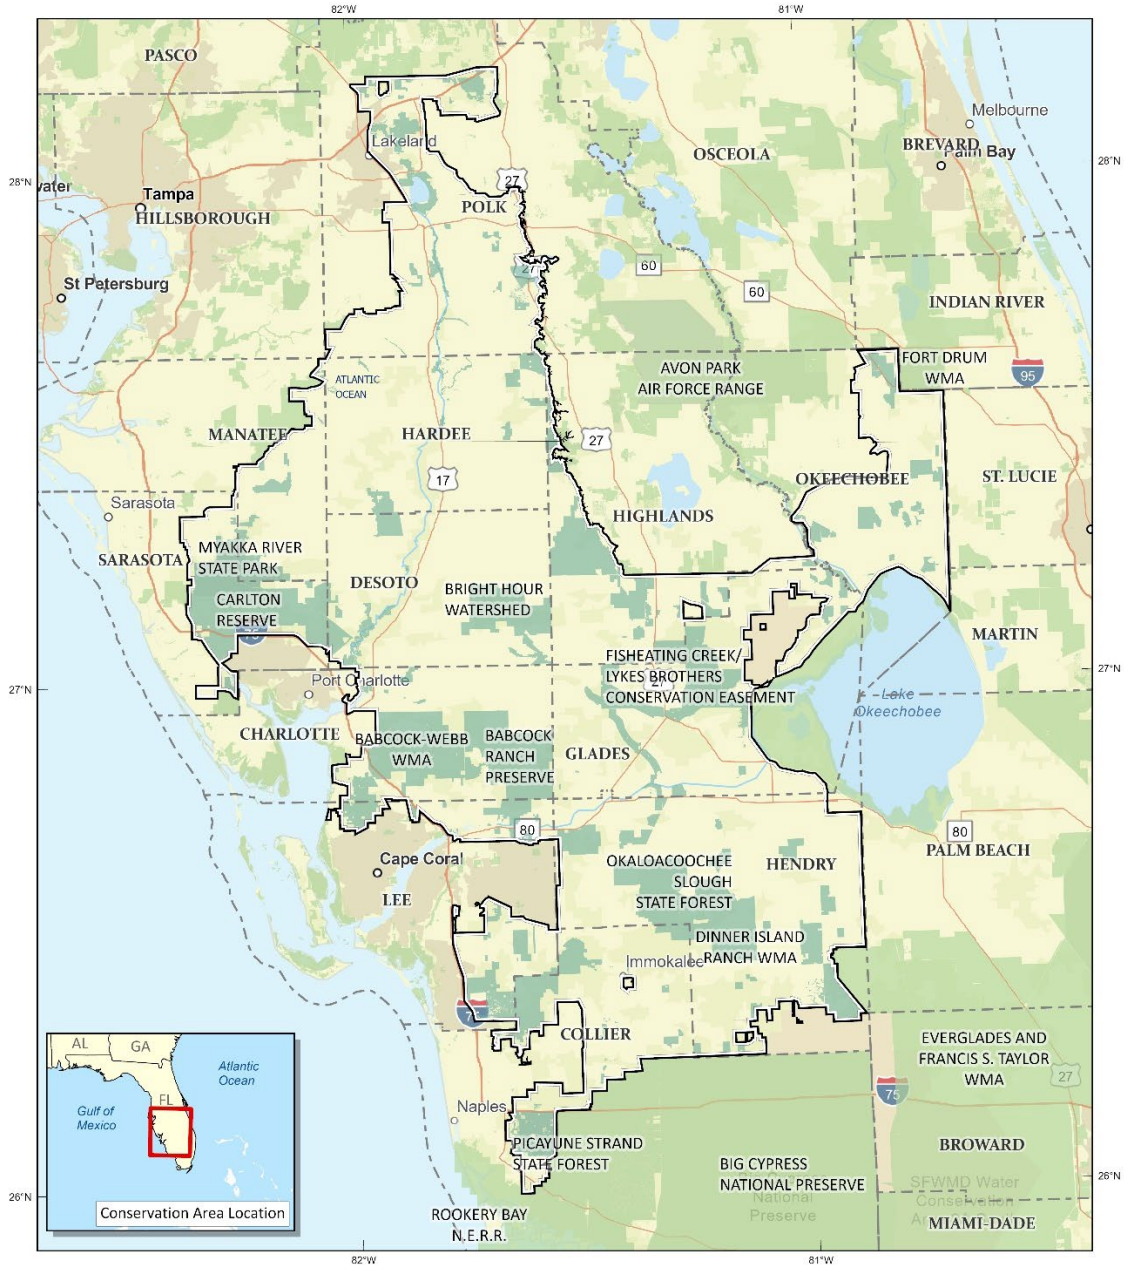 82°W
81°W
PASCO
Melbourne
BREVARD
Palm Bay
Lakeland
OSCEOLA
28°N
28°N
27
vater
Tampa
HILLSBOROUGH
POLK
60
27
St Petersburg
60
INDIAN RIVER
FORT DRUM
WMA
AVON PARK
AIR FORCE RANGE
95
ATLANTIC
OCEAN
MANATEE
HARDEE
27
17
OKEECHOBEE
ST. LUCIE
Sarasota
HIGHLANDS
SARASOTA
MYAKKA RIVER
STATE PARK
DESOTO
BRIGHT HOUR
WATERSHED
CARLTON
RESERVE
75
MARTIN
FISHEATING CREEK/
LYKES BROTHERS
CONSERVATION EASEMENT
27
27°N
27°N
Port Charlotte
Lake
Okeechobee
CHARLOTTE
BABCOCK-WEBB
WMA
BABCOCK
RANCH
PRESERVE
GLADES
80
80
PALM BEACH
Cape Coral
OKALOACOOCHEE
SLOUGH
STATE FOREST
HENDRY
LEE
DINNER ISLAND
RANCH WMA
Immokalee
75
COLLIER
EVERGLADES AND
FRANCIS S. TAYLOR
WMA
27
75
AL
GA
Atlantic
Ocean
FL
Gulf of
Mexico
Conservation Area Location
Naples
PICAYUNE STRAND
STATE FOREST
BROWARD
BIG CYPRESS
NATIONAL PRESERVE
National
Preserve
SFWMD Water
Conservation
26°N
26°N
ROOKERY BAY
N.E.R.R.
MIAMI-DADE
82°W
81°W